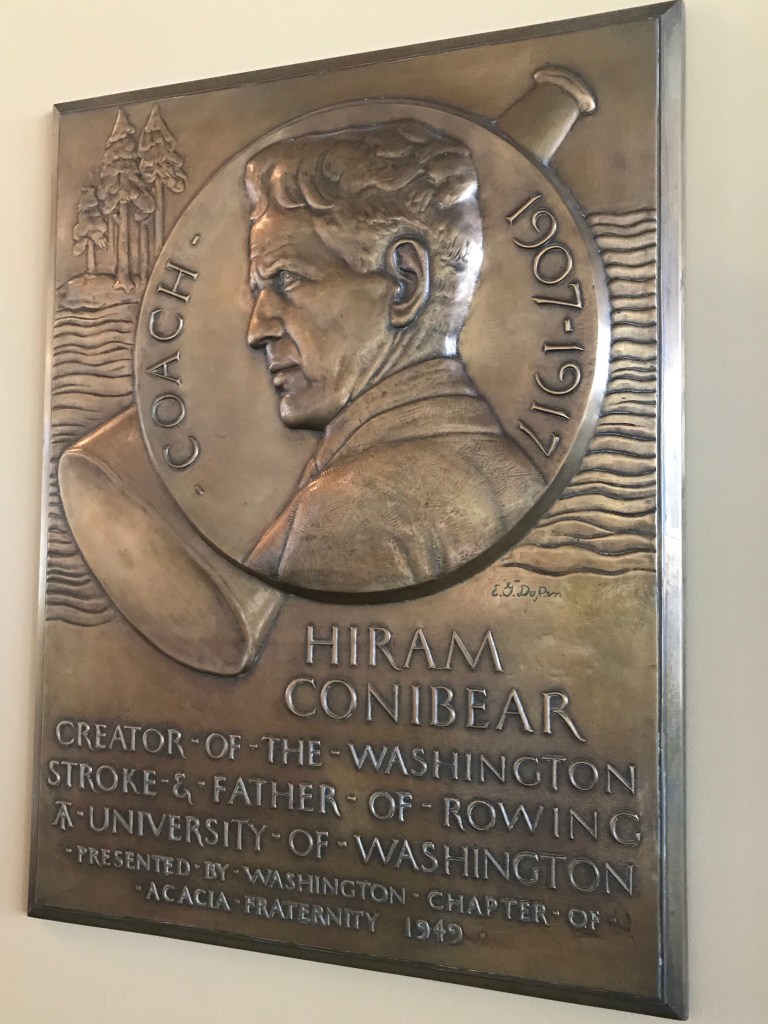 - COACH -
1907-1917
E.G. DuPen
HIRAM
CONIBEAR
CREATOR-OF-THE-WASHINGTON
STROKE-&-FATHER-OF-ROWING
AT-UNIVERSITY-OF-WASHINGTON
-PRESENTED-BY-WASHINGTON-CHAPTER-OF-
-ACACIA-FRATERNITY 1949-